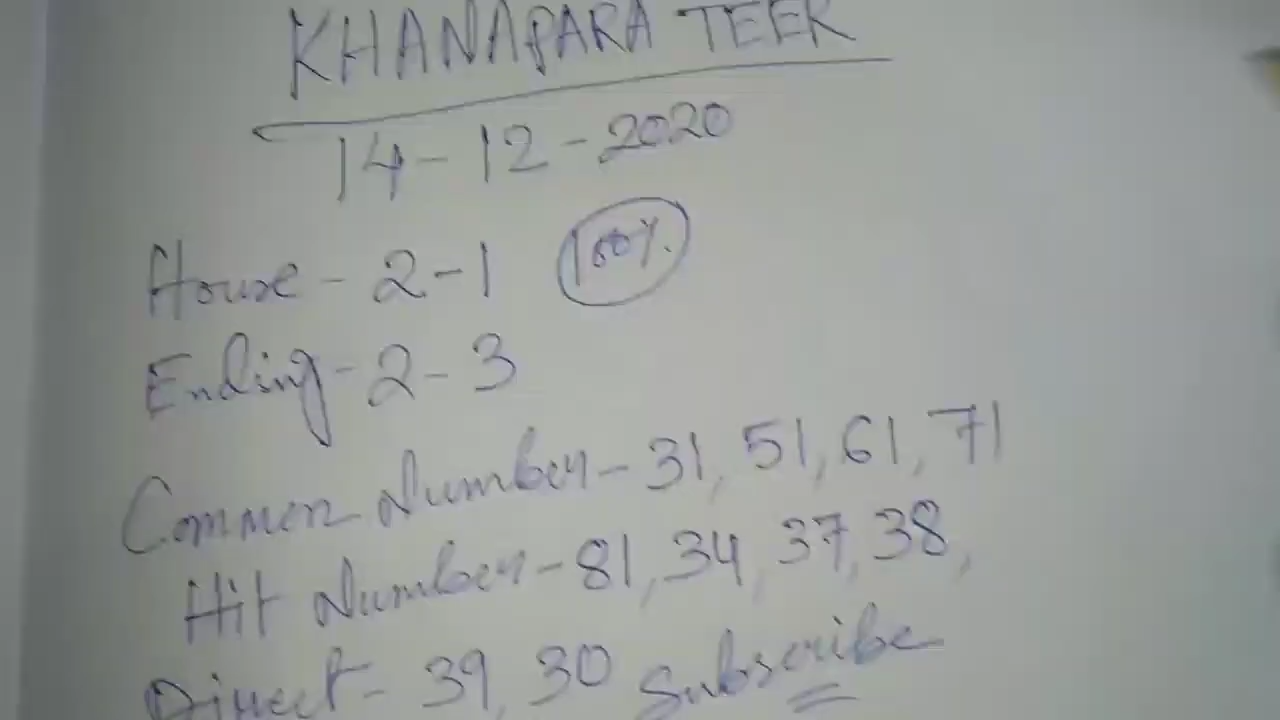 KHANAPARA TEER
14-12-2020
House - 2-1 100%.
Ending - 2-3
Common Number - 31, 51, 61, 71
Hit Number - 81, 34, 37, 38,
Direct - 39, 30 Subscribe